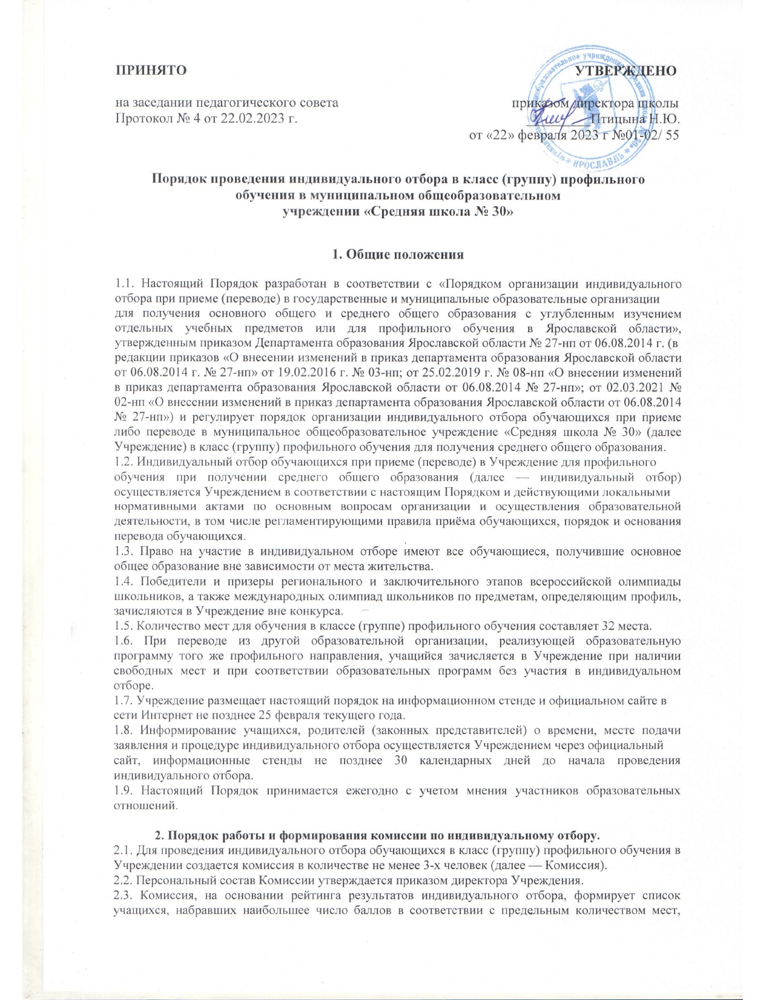 ПРИНЯТО УТВЕРЖДЕНО
на заседании педагогического совета приказом директора школы
Протокол № 4 от 22.02.2023 г. Птицына Н.Ю.
от «22» февраля 2023 г №01-02/ 55
ЯРОСЛАВЛЬ
Порядок проведения индивидуального отбора в класс (группу) профильного
обучения в муниципальном общеобразовательном
учреждении «Средняя школа № 30»
1. Общие положения
1.1. Настоящий Порядок разработан в соответствии с «Порядком организации индивидуального
отбора при приеме (переводе) в государственные и муниципальные образовательные организации
для получения основного общего и среднего общего образования с углубленным изучением
отдельных учебных предметов или для профильного обучения в Ярославской области»,
утвержденным приказом Департамента образования Ярославской области № 27-нп от 06.08.2014 г. (в
редакции приказов «О внесении изменений в приказ департамента образования Ярославской области
от 06.08.2014 г. № 27-нп» от 19.02.2016 г. № 03-нп; от 25.02.2019 г. № 08-нп «О внесении изменений
в приказ департамента образования Ярославской области от 06.08.2014 № 27-нп»; от 02.03.2021 №
02-нп «О внесении изменений в приказ департамента образования Ярославской области от 06.08.2014
№ 27-нп») и регулирует порядок организации индивидуального отбора обучающихся при приеме
либо переводе в муниципальное общеобразовательное учреждение «Средняя школа № 30» (далее
Учреждение) в класс (группу) профильного обучения для получения среднего общего образования.
1.2. Индивидуальный отбор обучающихся при приеме (переводе) в Учреждение для профильного
обучения при получении среднего общего образования (далее — индивидуальный отбор)
осуществляется Учреждением в соответствии с настоящим Порядком и действующими локальными
нормативными актами по основным вопросам организации и осуществления образовательной
деятельности, в том числе регламентирующими правила приёма обучающихся, порядок и основания
перевода обучающихся.
1.3. Право на участие в индивидуальном отборе имеют все обучающиеся, получившие основное
общее образование вне зависимости от места жительства.
1.4. Победители и призеры регионального и заключительного этапов всероссийской олимпиады
школьников, а также международных олимпиад школьников по предметам, определяющим профиль,
зачисляются в Учреждение вне конкурса.
1.5. Количество мест для обучения в классе (группе) профильного обучения составляет 32 места.
1.6. При переводе из другой образовательной организации, реализующей образовательную
программу того же профильного направления, учащийся зачисляется в Учреждение при наличии
свободных мест и при соответствии образовательных программ без участия в индивидуальном
отборе.
1.7. Учреждение размещает настоящий порядок на информационном стенде и официальном сайте в
сети Интернет не позднее 25 февраля текущего года.
1.8. Информирование учащихся, родителей (законных представителей) о времени, месте подачи
заявления и процедуре индивидуального отбора осуществляется Учреждением через официальный
сайт, информационные стенды не позднее 30 календарных дней до начала проведения
индивидуального отбора.
1.9. Настоящий Порядок принимается ежегодно с учетом мнения участников образовательных
отношений.
2. Порядок работы и формирования комиссии по индивидуальному отбору.
2.1. Для проведения индивидуального отбора обучающихся в класс (группу) профильного обучения в
Учреждении создается комиссия в количестве не менее 3-х человек (далее — Комиссия).
2.2. Персональный состав Комиссии утверждается приказом директора Учреждения.
2.3. Комиссия, на основании рейтинга результатов индивидуального отбора, формирует список
учащихся, набравших наибольшее число баллов в соответствии с предельным количеством мест,